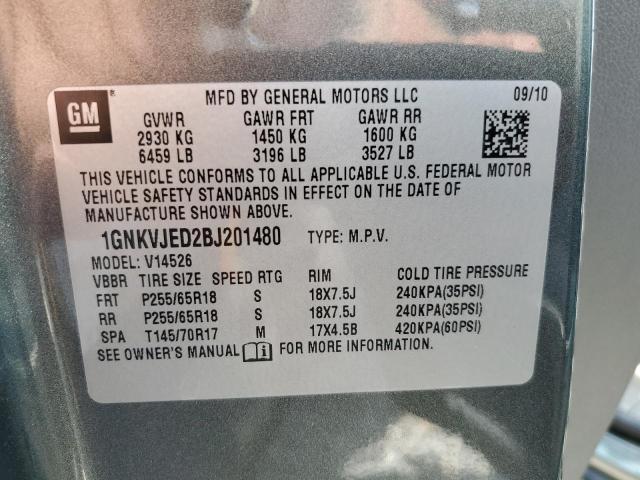 GM
MFD BY GENERAL MOTORS LLC 09/10
GVWR GAWR FRT GAWR RR
2930 KG 1450 KG 1600 KG
6459 LB 3196 LB 3527 LB
THIS VEHICLE CONFORMS TO ALL APPLICABLE U.S. FEDERAL MOTOR
VEHICLE SAFETY STANDARDS IN EFFECT ON THE DATE OF
MANUFACTURE SHOWN ABOVE.
1GNKVJED2BJ201480 TYPE: M.P.V.
MODEL: V14526
VBBR TIRE SIZE SPEED RTG RIM COLD TIRE PRESSURE
FRT P255/65R18 S 18X7.5J 240KPA(35PSI)
RR P255/65R18 S 18X7.5J 240KPA(35PSI)
SPA T145/70R17 M 17X4.5B 420KPA(60PSI)
SEE OWNER'S MANUAL FOR MORE INFORMATION.